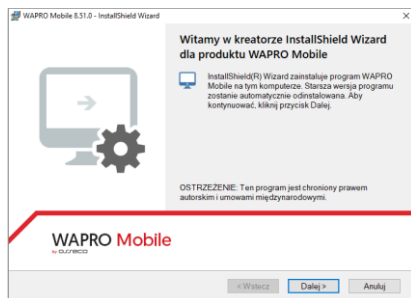 WAPRO Mobile 8.51.0 - InstallShield Wizard
Witamy w kreatorze InstallShield Wizard
dla produktu WAPRO Mobile
InstallShield(R) Wizard zainstaluje program WAPRO
Mobile na tym komputerze. Starsza wersja programu
zostanie automatycznie odinstalowana. Aby
kontynuować, kliknij przycisk Dalej.
OSTRZEŻENIE: Ten program jest chroniony prawem
autorskim i umowami międzynarodowymi.
WAPRO Mobile
by asseco
< Wstecz
Dalej >
Anuluj